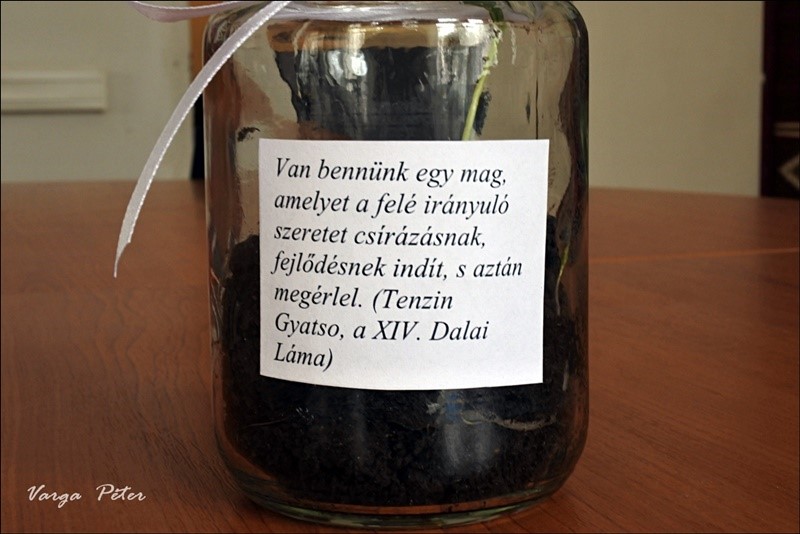 Van bennünk egy mag,
amelyet a felé irányuló
szeretet csírázásnak,
fejlődésnek indít, s aztán
megérlel. (Tenzin
Gyatso, a XIV. Dalai
Láma)
Varga Péter